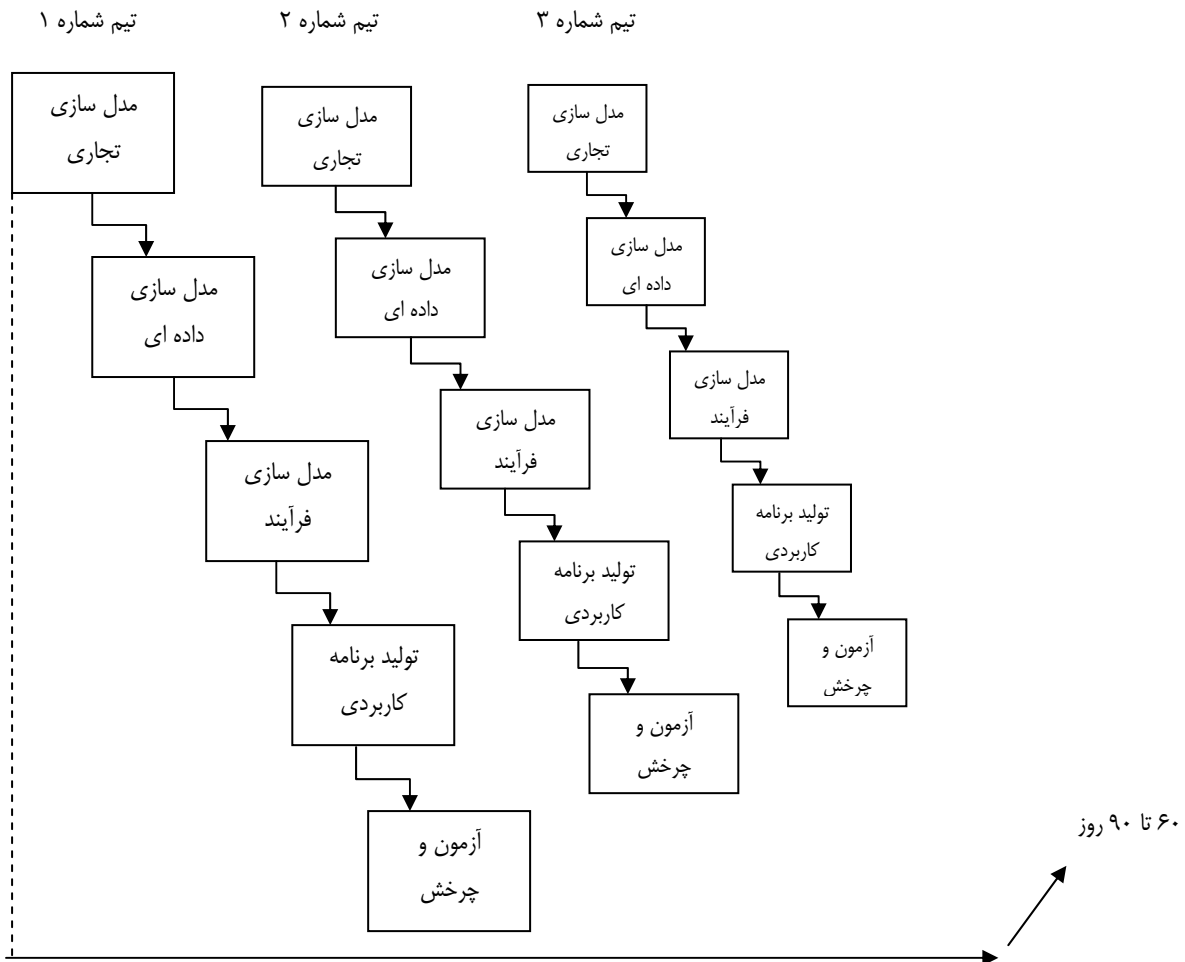 تیم شماره ۱
تیم شماره ۲
تیم شماره ۳
مدل سازی
تجاری
مدل سازی
داده ای
مدل سازی
فرآیند
تولید برنامه
کاربردی
آزمون و
چرخش
مدل سازی
تجاری
مدل سازی
داده ای
مدل سازی
فرآیند
تولید برنامه
کاربردی
آزمون و
چرخش
مدل سازی
تجاری
مدل سازی
داده ای
مدل سازی
فرآیند
تولید برنامه
کاربردی
آزمون و
چرخش
۶۰ تا ۹۰ روز